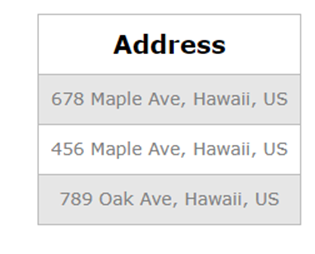 Address
678 Maple Ave, Hawaii, US
456 Maple Ave, Hawaii, US
789 Oak Ave, Hawaii, US